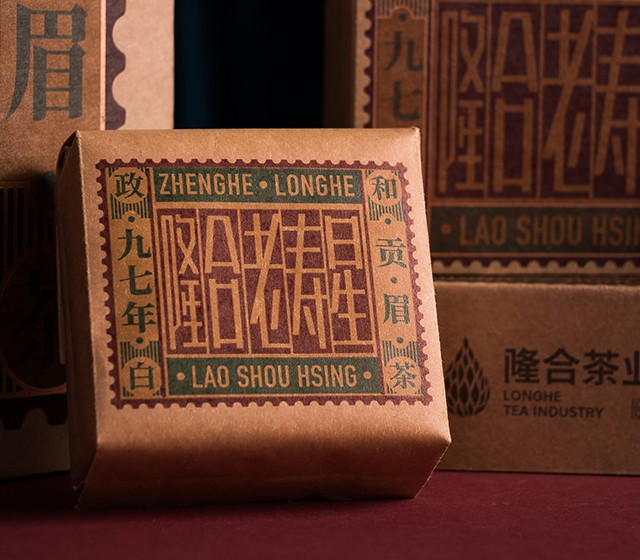 眉
茶
政
ZHENGHE • LONGHE
和
·九七年·
隆合老寿星
·贡·眉·
白
• LAO SHOU HSING •
茶
九七
隆合老寿
• LAO SHOU HSIN
隆合茶业
LONGHE
TEA INDUSTRY